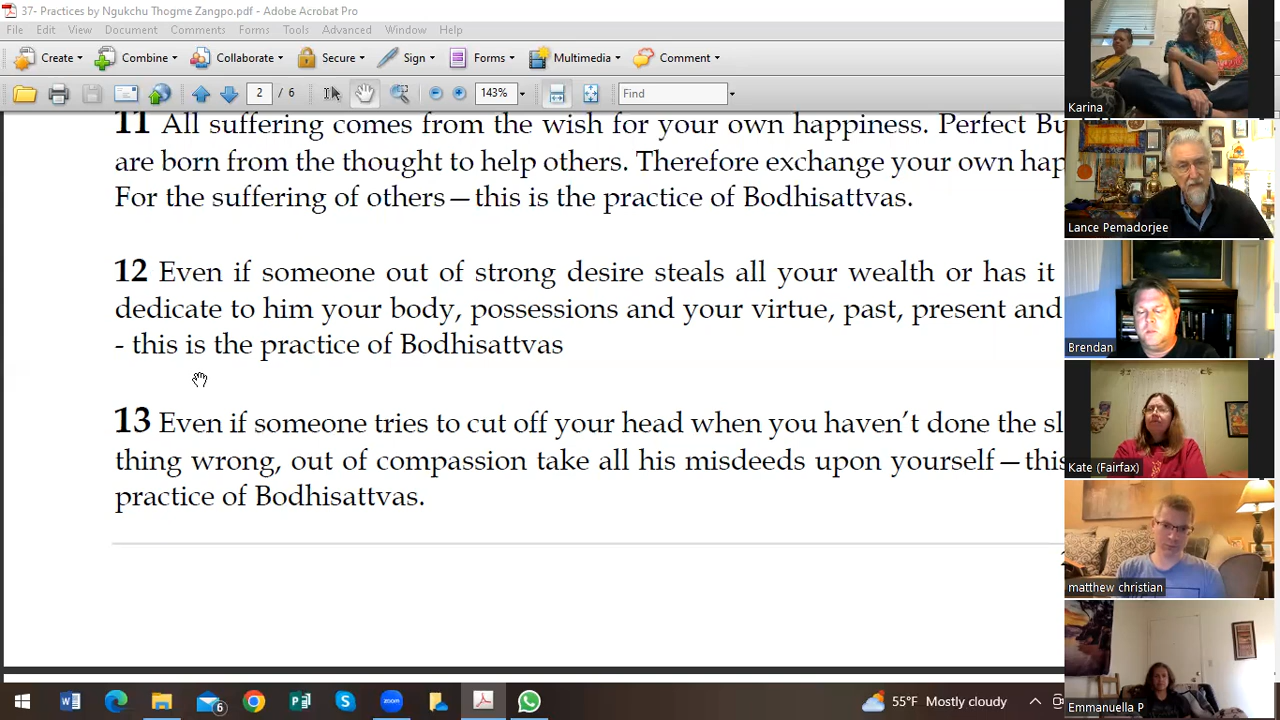 37- Practices by Ngukchu Thogme Zangpo.pdf - Adobe Acrobat Pro
File Edit View Document Comments Forms Tools Advanced Window Help
Create Combine Collaborate Secure Sign Forms Multimedia Comment
2 / 6 143% Find
11 All suffering comes from the wish for your own happiness. Perfect
are born from the thought to help others. Therefore exchange your own
For the suffering of others—this is the practice of Bodhisattvas.
12 Even if someone out of strong desire steals all your wealth or has it
dedicate to him your body, possessions and your virtue, past, present and
- this is the practice of Bodhisattvas
13 Even if someone tries to cut off your head when you haven't done the
thing wrong, out of compassion take all his misdeeds upon yourself—this
practice of Bodhisattvas.
Karina
Lance Pemadorjee
Brendan
Kate (Fairfax)
matthew christian
Emmanuella P
6
zoom
55°F Mostly cloudy